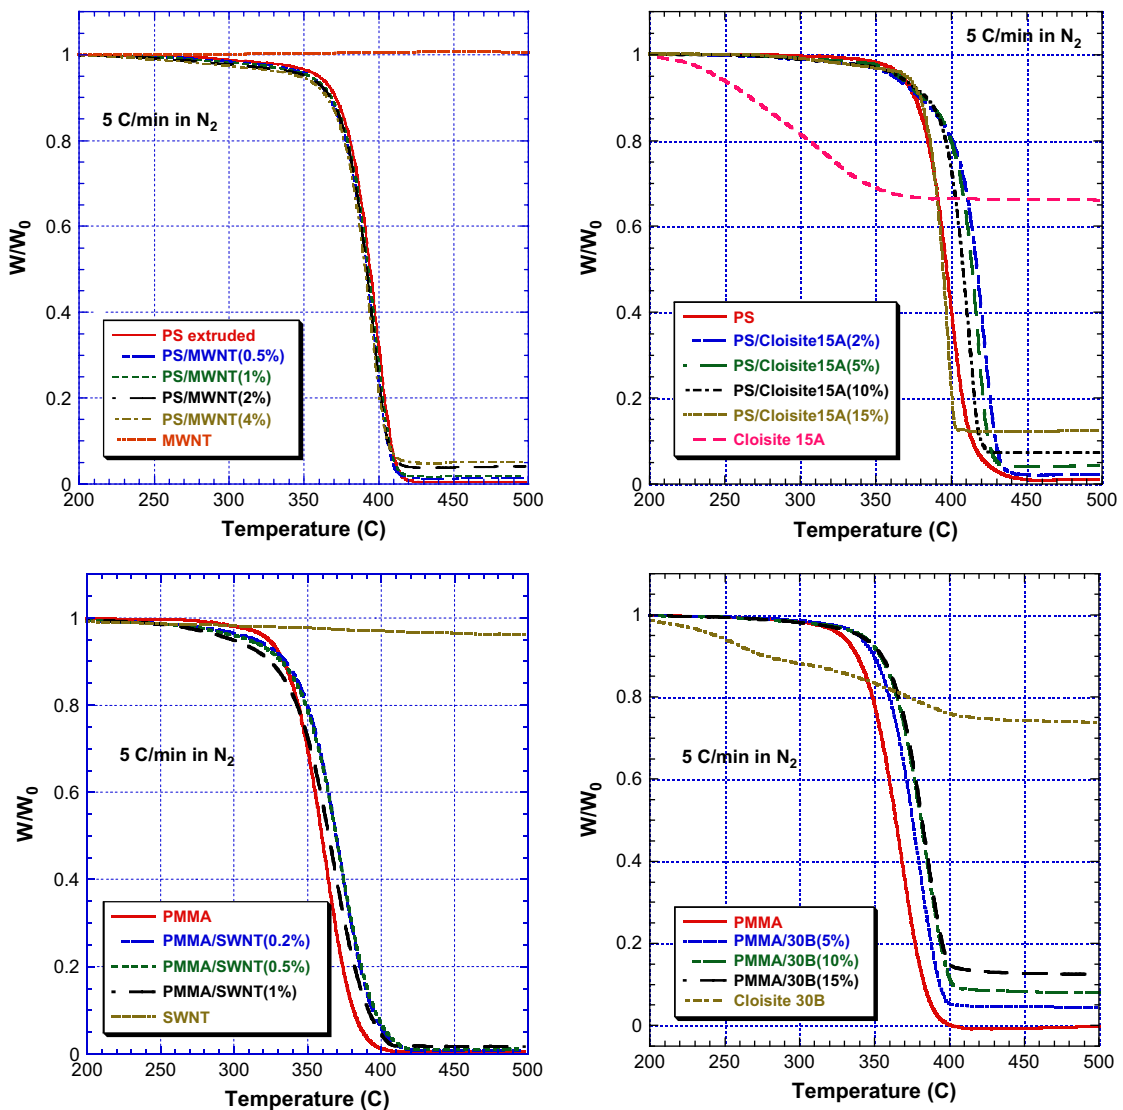 5 C/min in N2
W/W0
1
0.8
0.6
0.4
0.2
0
PS extruded
PS/MWNT(0.5%)
PS/MWNT(1%)
PS/MWNT(2%)
PS/MWNT(4%)
MWNT
200 250 300 350 400 450 500
Temperature (C)
5 C/min in N2
W/W0
1
0.8
0.6
0.4
0.2
0
PS
PS/Cloisite15A(2%)
PS/Cloisite15A(5%)
PS/Cloisite15A(10%)
PS/Cloisite15A(15%)
Cloisite 15A
200 250 300 350 400 450 500
Temperature (C)
5 C/min in N2
W/W0
1
0.8
0.6
0.4
0.2
0
PMMA
PMMA/SWNT(0.2%)
PMMA/SWNT(0.5%)
PMMA/SWNT(1%)
SWNT
200 250 300 350 400 450 500
Temperature (C)
5 C/min in N2
W/W0
1
0.8
0.6
0.4
0.2
0
PMMA
PMMA/30B(5%)
PMMA/30B(10%)
PMMA/30B(15%)
Cloisite 30B
200 250 300 350 400 450 500
Temperature (C)